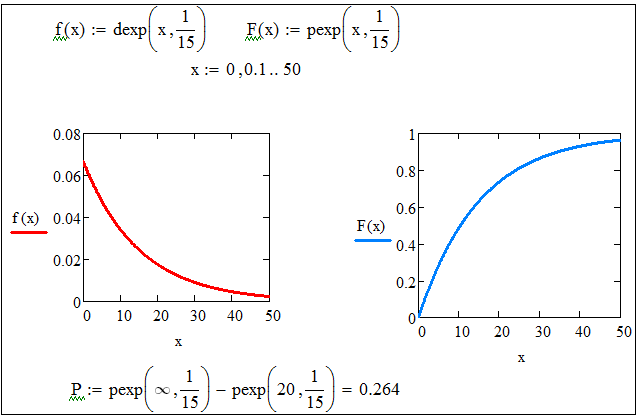 f(x) := dexp(x, 1/15) F(x) := pexp(x, 1/15)
x := 0, 0.1 .. 50
0.08
0.06
0.04
0.02
0
f(x)
0 10 20 30 40 50
x
1
0.8
0.6
0.4
0.2
0
F(x)
0 10 20 30 40 50
x
P := pexp(∞, 1/15) − pexp(20, 1/15) = 0.264